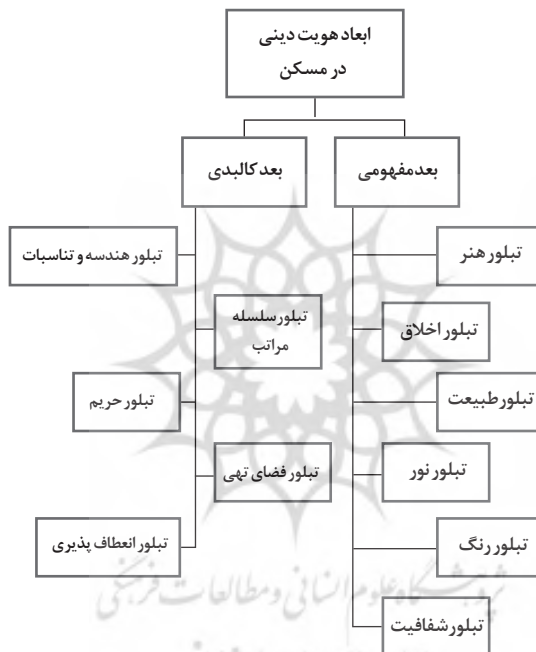 ابعاد هویت دینی
در مسکن
بعد مفهومی
بعد کالبدی
تبلور هنر
تبلور هندسه و تناسبات
تبلور اخلاق
تبلور سلسله
مراتب
تبلور طبیعت
تبلور حریم
تبلور نور
تبلور فضای تهی
تبلور رنگ
تبلور انعطاف پذیری
تبلور شفافیت
پژوهشگاه علوم انسانی و مطالعات فرهنگی